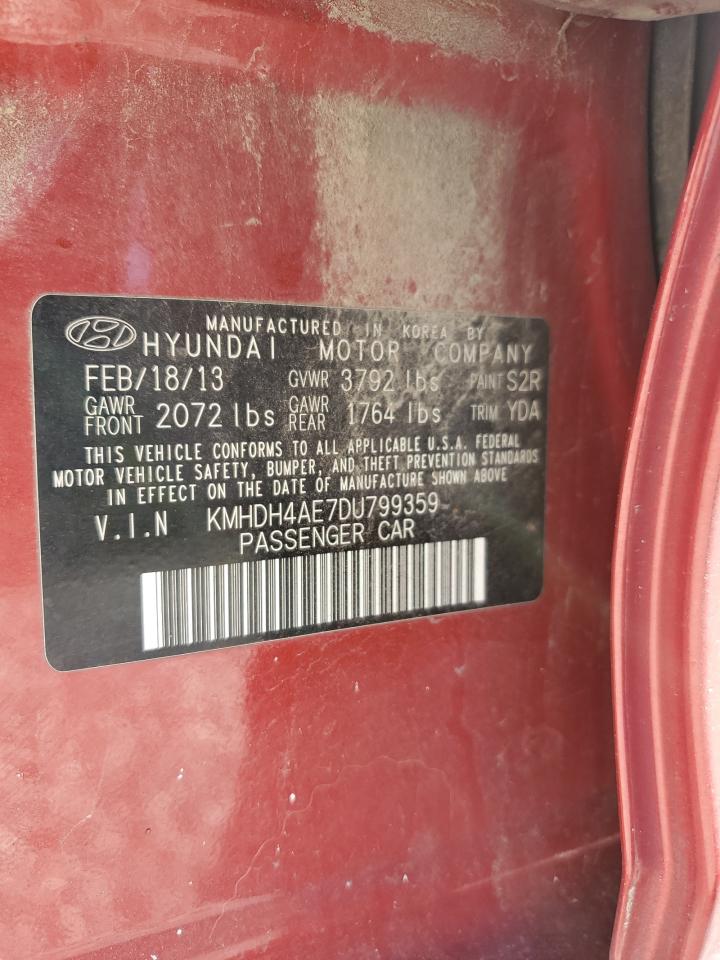 MANUFACTURED IN KOREA BY
HYUNDAI MOTOR COMPANY
FEB/18/13 GVWR 3792 lbs PAINT S2R
GAWR FRONT 2072 lbs GAWR REAR 1764 lbs TRIM YDA
THIS VEHICLE CONFORMS TO ALL APPLICABLE U.S.A. FEDERAL
MOTOR VEHICLE SAFETY, BUMPER, AND THEFT PREVENTION STANDARDS
IN EFFECT ON THE DATE OF MANUFACTURE SHOWN ABOVE
V.I.N KMHDH4AE7DU799359
PASSENGER CAR